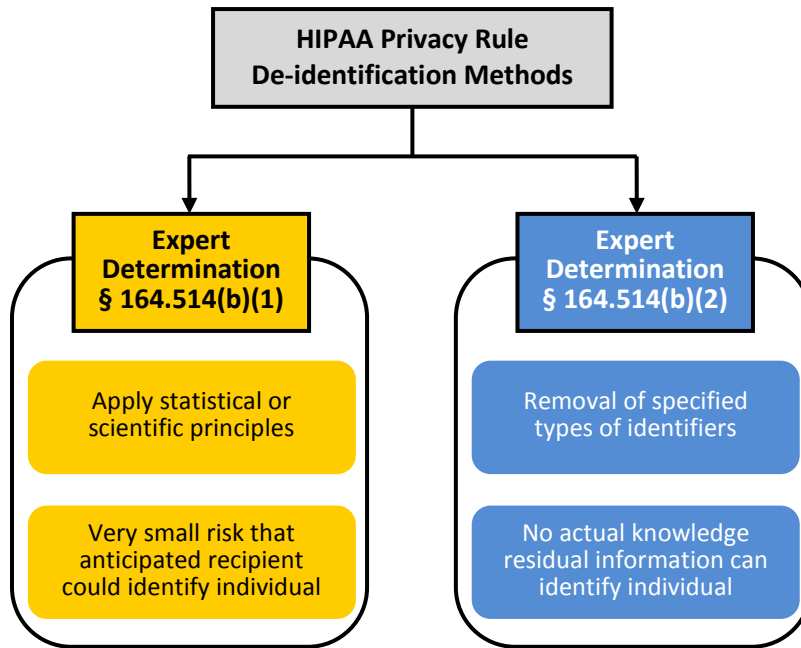 HIPAA Privacy Rule
De-identification Methods
Expert
Determination
§ 164.514(b)(1)
Apply statistical or
scientific principles
Very small risk that
anticipated recipient
could identify individual
Expert
Determination
§ 164.514(b)(2)
Removal of specified
types of identifiers
No actual knowledge
residual information can
identify individual